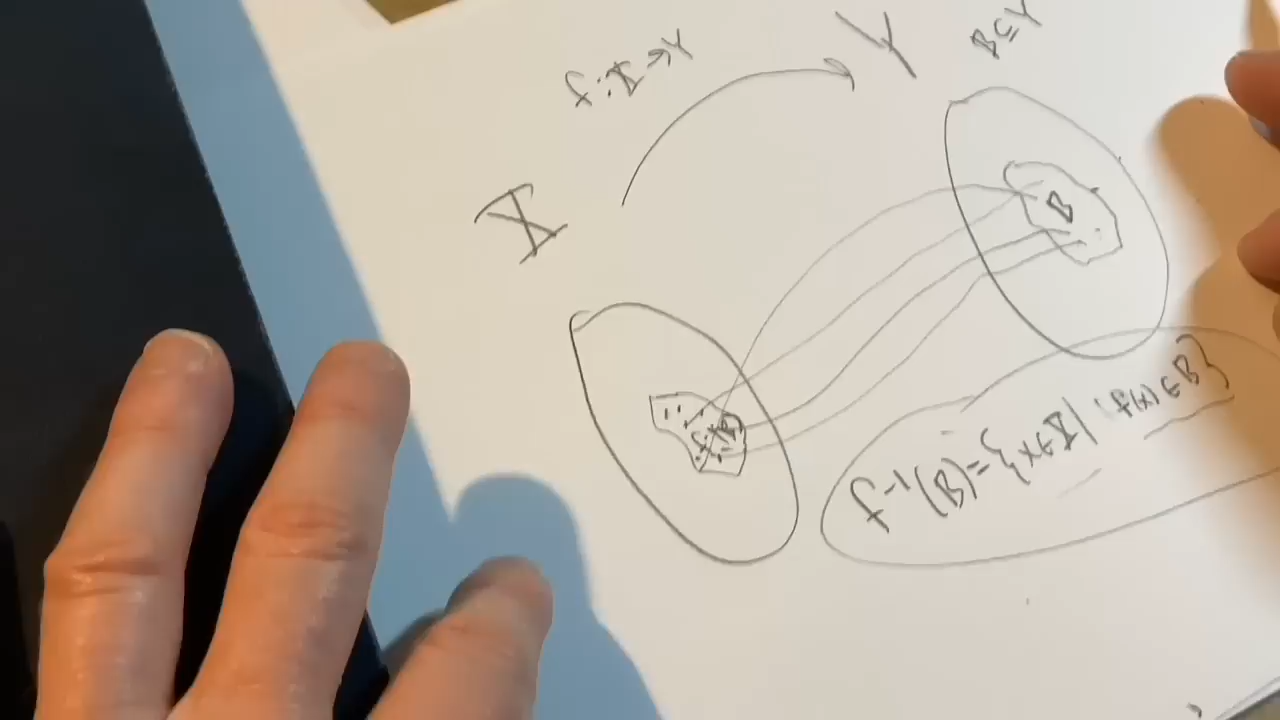 f: X → Y
Y
B ⊆ Y
X
B
f⁻¹(B)
f⁻¹(B) = {x ∈ X | f(x) ∈ B}